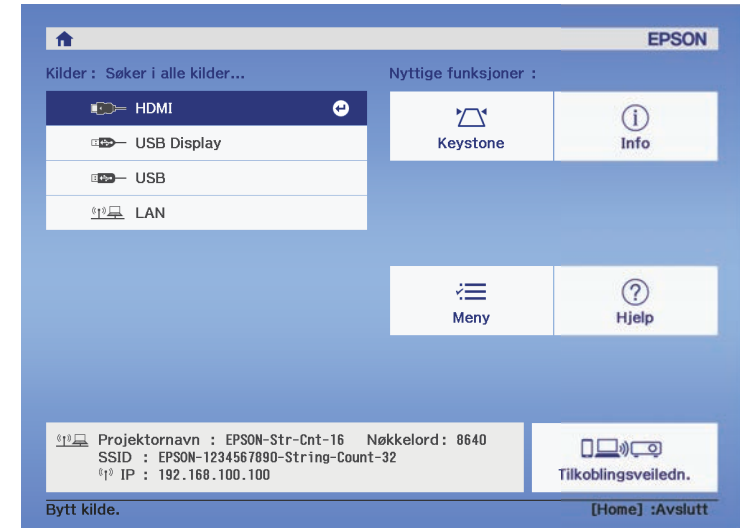 EPSON
Kilder : Søker i alle kilder...
HDMI
USB Display
USB
LAN
Nyttige funksjoner :
Keystone
Info
Meny
Hjelp
Projektornavn : EPSON-Str-Cnt-16 Nøkkelord: 8640
SSID : EPSON-1234567890-String-Count-32
IP : 192.168.100.100
Tilkoblingsveiledn.
Bytt kilde.
[Home] :Avslutt